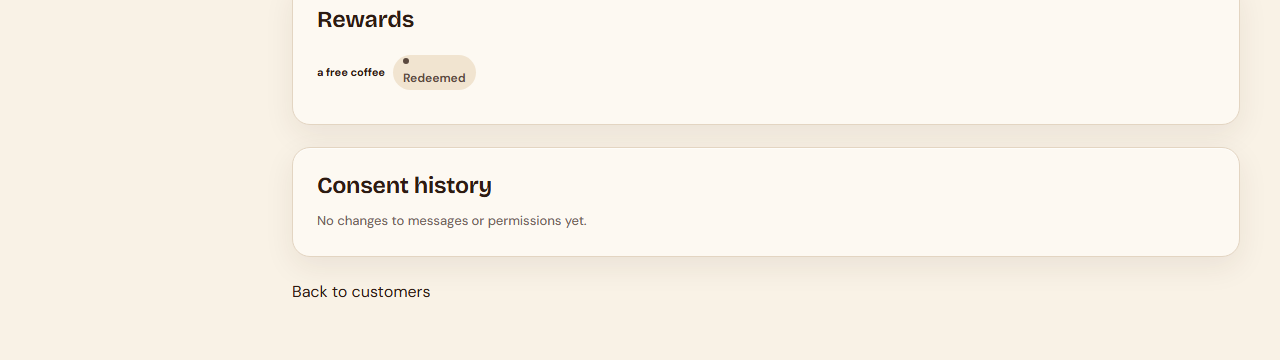 Rewards
a free coffee
Redeemed
Consent history
No changes to messages or permissions yet.
Back to customers